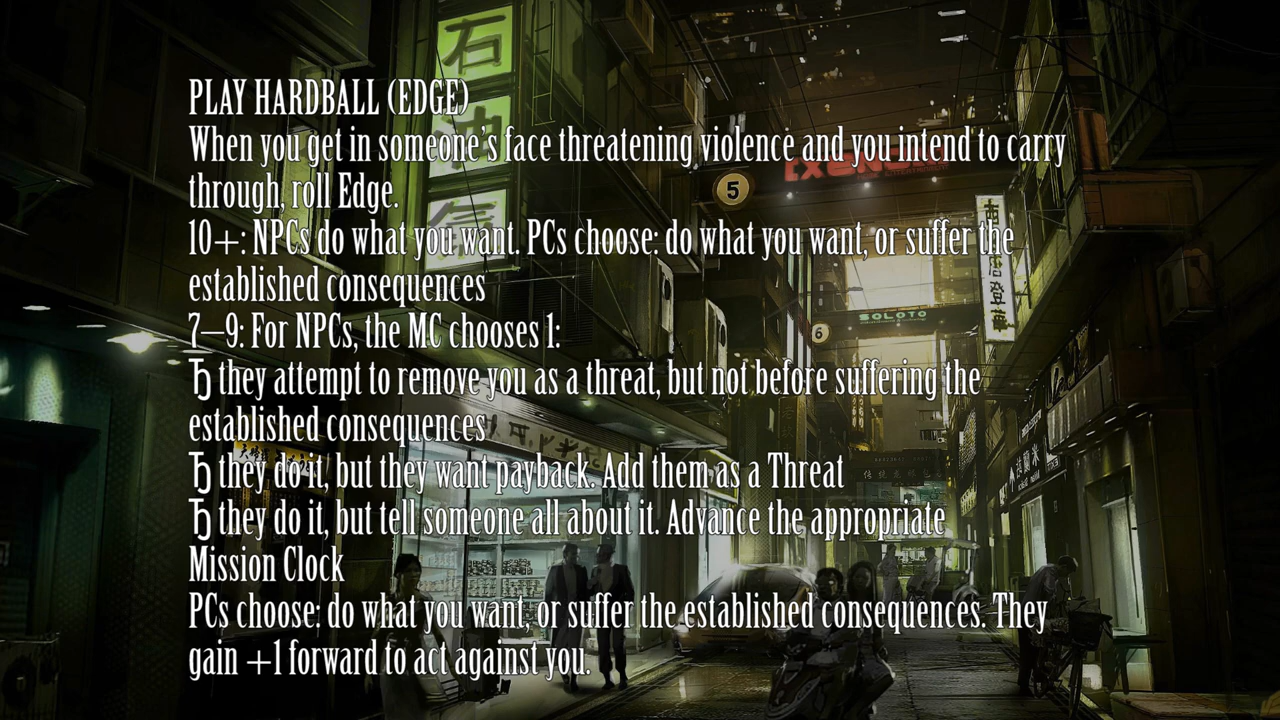 PLAY HARDBALL (EDGE)
When you get in someone's face threatening violence and you intend to carry
through, roll Edge.
10+: NPCs do what you want. PCs choose: do what you want, or suffer the
established consequences
7–9: For NPCs, the MC chooses 1:
Ђ they attempt to remove you as a threat, but not before suffering the
established consequences
Ђ they do it, but they want payback. Add them as a Threat
Ђ they do it, but tell someone all about it. Advance the appropriate
Mission Clock
PCs choose: do what you want, or suffer the established consequences. They
gain +1 forward to act against you.
石
油
5
6
SOLOTO